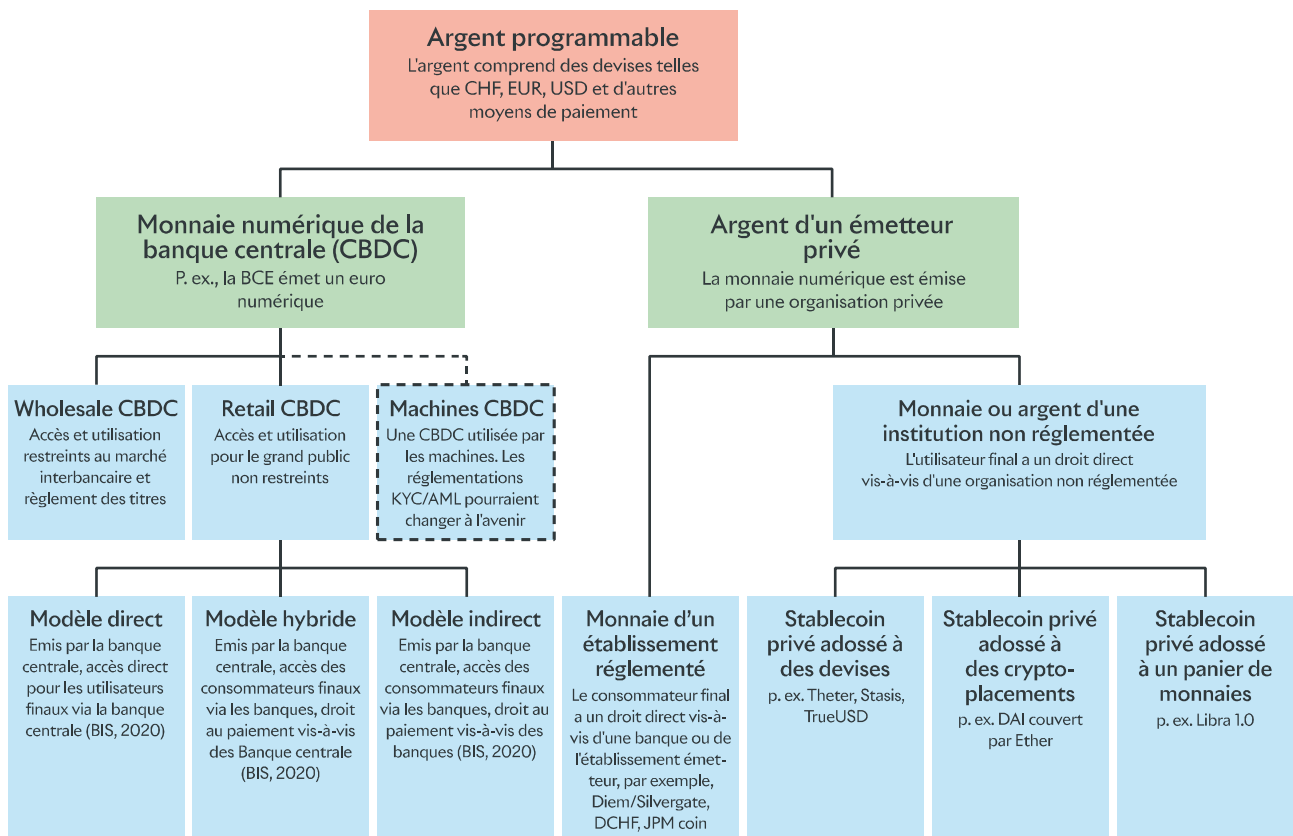 Argent programmable
L'argent comprend des devises telles
que CHF, EUR, USD et d'autres
moyens de paiement
Monnaie numérique de la
banque centrale (CBDC)
P. ex., la BCE émet un euro
numérique
Argent d'un émetteur
privé
La monnaie numérique est émise
par une organisation privée
Wholesale CBDC
Accès et utilisation
restreints au marché
interbancaire et
règlement des titres
Retail CBDC
Accès et utilisation
pour le grand public
non restreints
Machines CBDC
Une CBDC utilisée par
les machines. Les
réglementations
KYC/AML pourraient
changer à l'avenir
Monnaie ou argent d'une
institution non réglementée
L'utilisateur final a un droit direct
vis-à-vis d'une organisation non réglementée
Modèle direct
Emis par la banque
centrale, accès direct
pour les utilisateurs
finaux via la banque
centrale (BIS, 2020)
Modèle hybride
Emis par la banque
centrale, accès des
consommateurs finaux
via les banques, droit
au paiement vis-à-vis
des Banque centrale
(BIS, 2020)
Modèle indirect
Emis par la banque
centrale, accès des
consommateurs finaux
via les banques, droit au
paiement vis-à-vis des
banques (BIS, 2020)
Monnaie d'un
établissement
réglementé
Le consommateur final
a un droit direct vis-à-
vis d'une banque ou de
l'établissement émet-
teur, par exemple,
Diem/Silvergate,
DCHF, JPM coin
Stablecoin
privé adossé à
des devises
p. ex. Theter, Stasis,
TrueUSD
Stablecoin privé
adossé à
des crypto-
placements
p. ex. DAI couvert
par Ether
Stablecoin
privé adossé
à un panier de
monnaies
p. ex. Libra 1.0